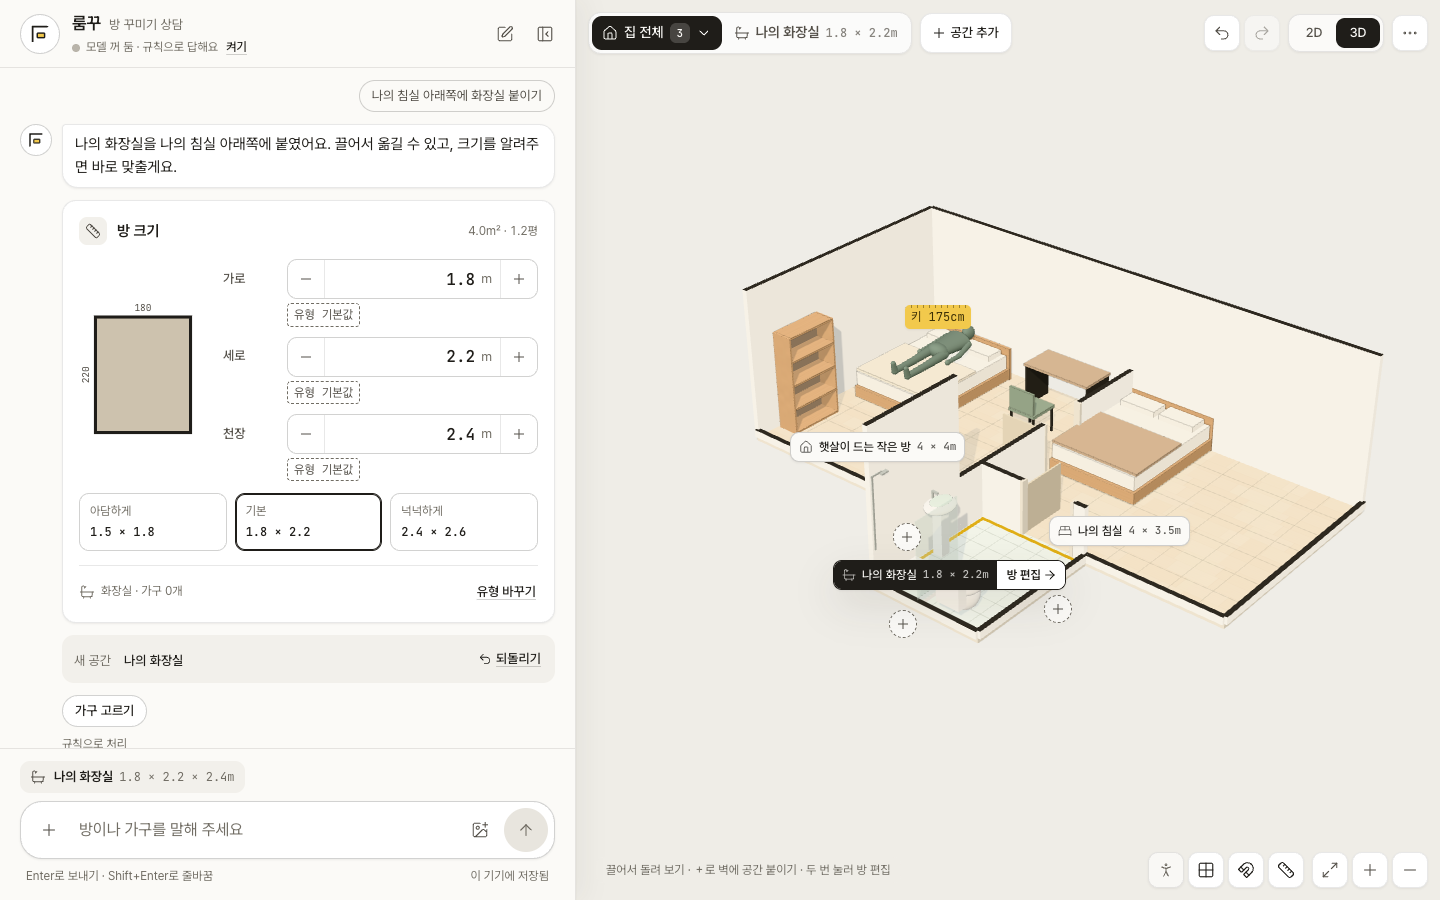 룸꾸 방 꾸미기 상담
모델 꺼 둠 · 규칙으로 답해요 켜기
나의 침실 아래쪽에 화장실 붙이기
나의 화장실을 나의 침실 아래쪽에 붙였어요. 끌어서 옮길 수 있고, 크기를 알려주
면 바로 맞출게요.
방 크기 4.0m² · 1.2평
180
220
가로 1.8 m
유형 기본값
세로 2.2 m
유형 기본값
천장 2.4 m
유형 기본값
아담하게
1.5 × 1.8
기본
1.8 × 2.2
넉넉하게
2.4 × 2.6
화장실 · 가구 0개 유형 바꾸기
새 공간 나의 화장실 되돌리기
가구 고르기
규칙으로 처리
나의 화장실 1.8 × 2.2 × 2.4m
방이나 가구를 말해 주세요
Enter로 보내기 · Shift+Enter로 줄바꿈 이 기기에 저장됨
집 전체 3 나의 화장실 1.8 × 2.2m 공간 추가 2D 3D
키 175cm
햇살이 드는 작은 방 4 × 4m
나의 침실 4 × 3.5m
나의 화장실 1.8 × 2.2m 방 편집
끌어서 돌려 보기 · +로 벽에 공간 붙이기 · 두 번 눌러 방 편집